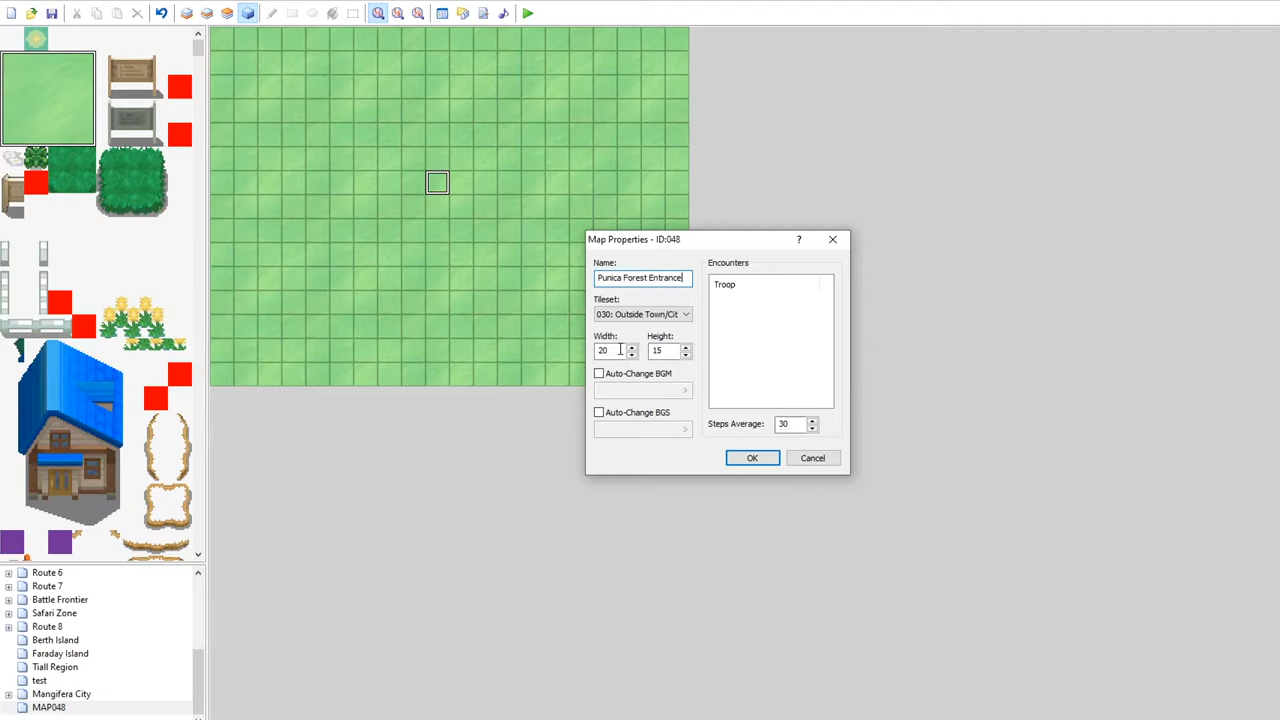 Map Properties - ID:048
?
Name:
Punica Forest Entrance
Tileset:
030: Outside Town/Cit
Width:
Height:
20
15
Auto-Change BGM
Auto-Change BGS
Encounters
Troop
Steps Average:
30
OK
Cancel
Route 6
Route 7
Battle Frontier
Safari Zone
Route 8
Berth Island
Faraday Island
Tiall Region
test
Mangifera City
MAP048